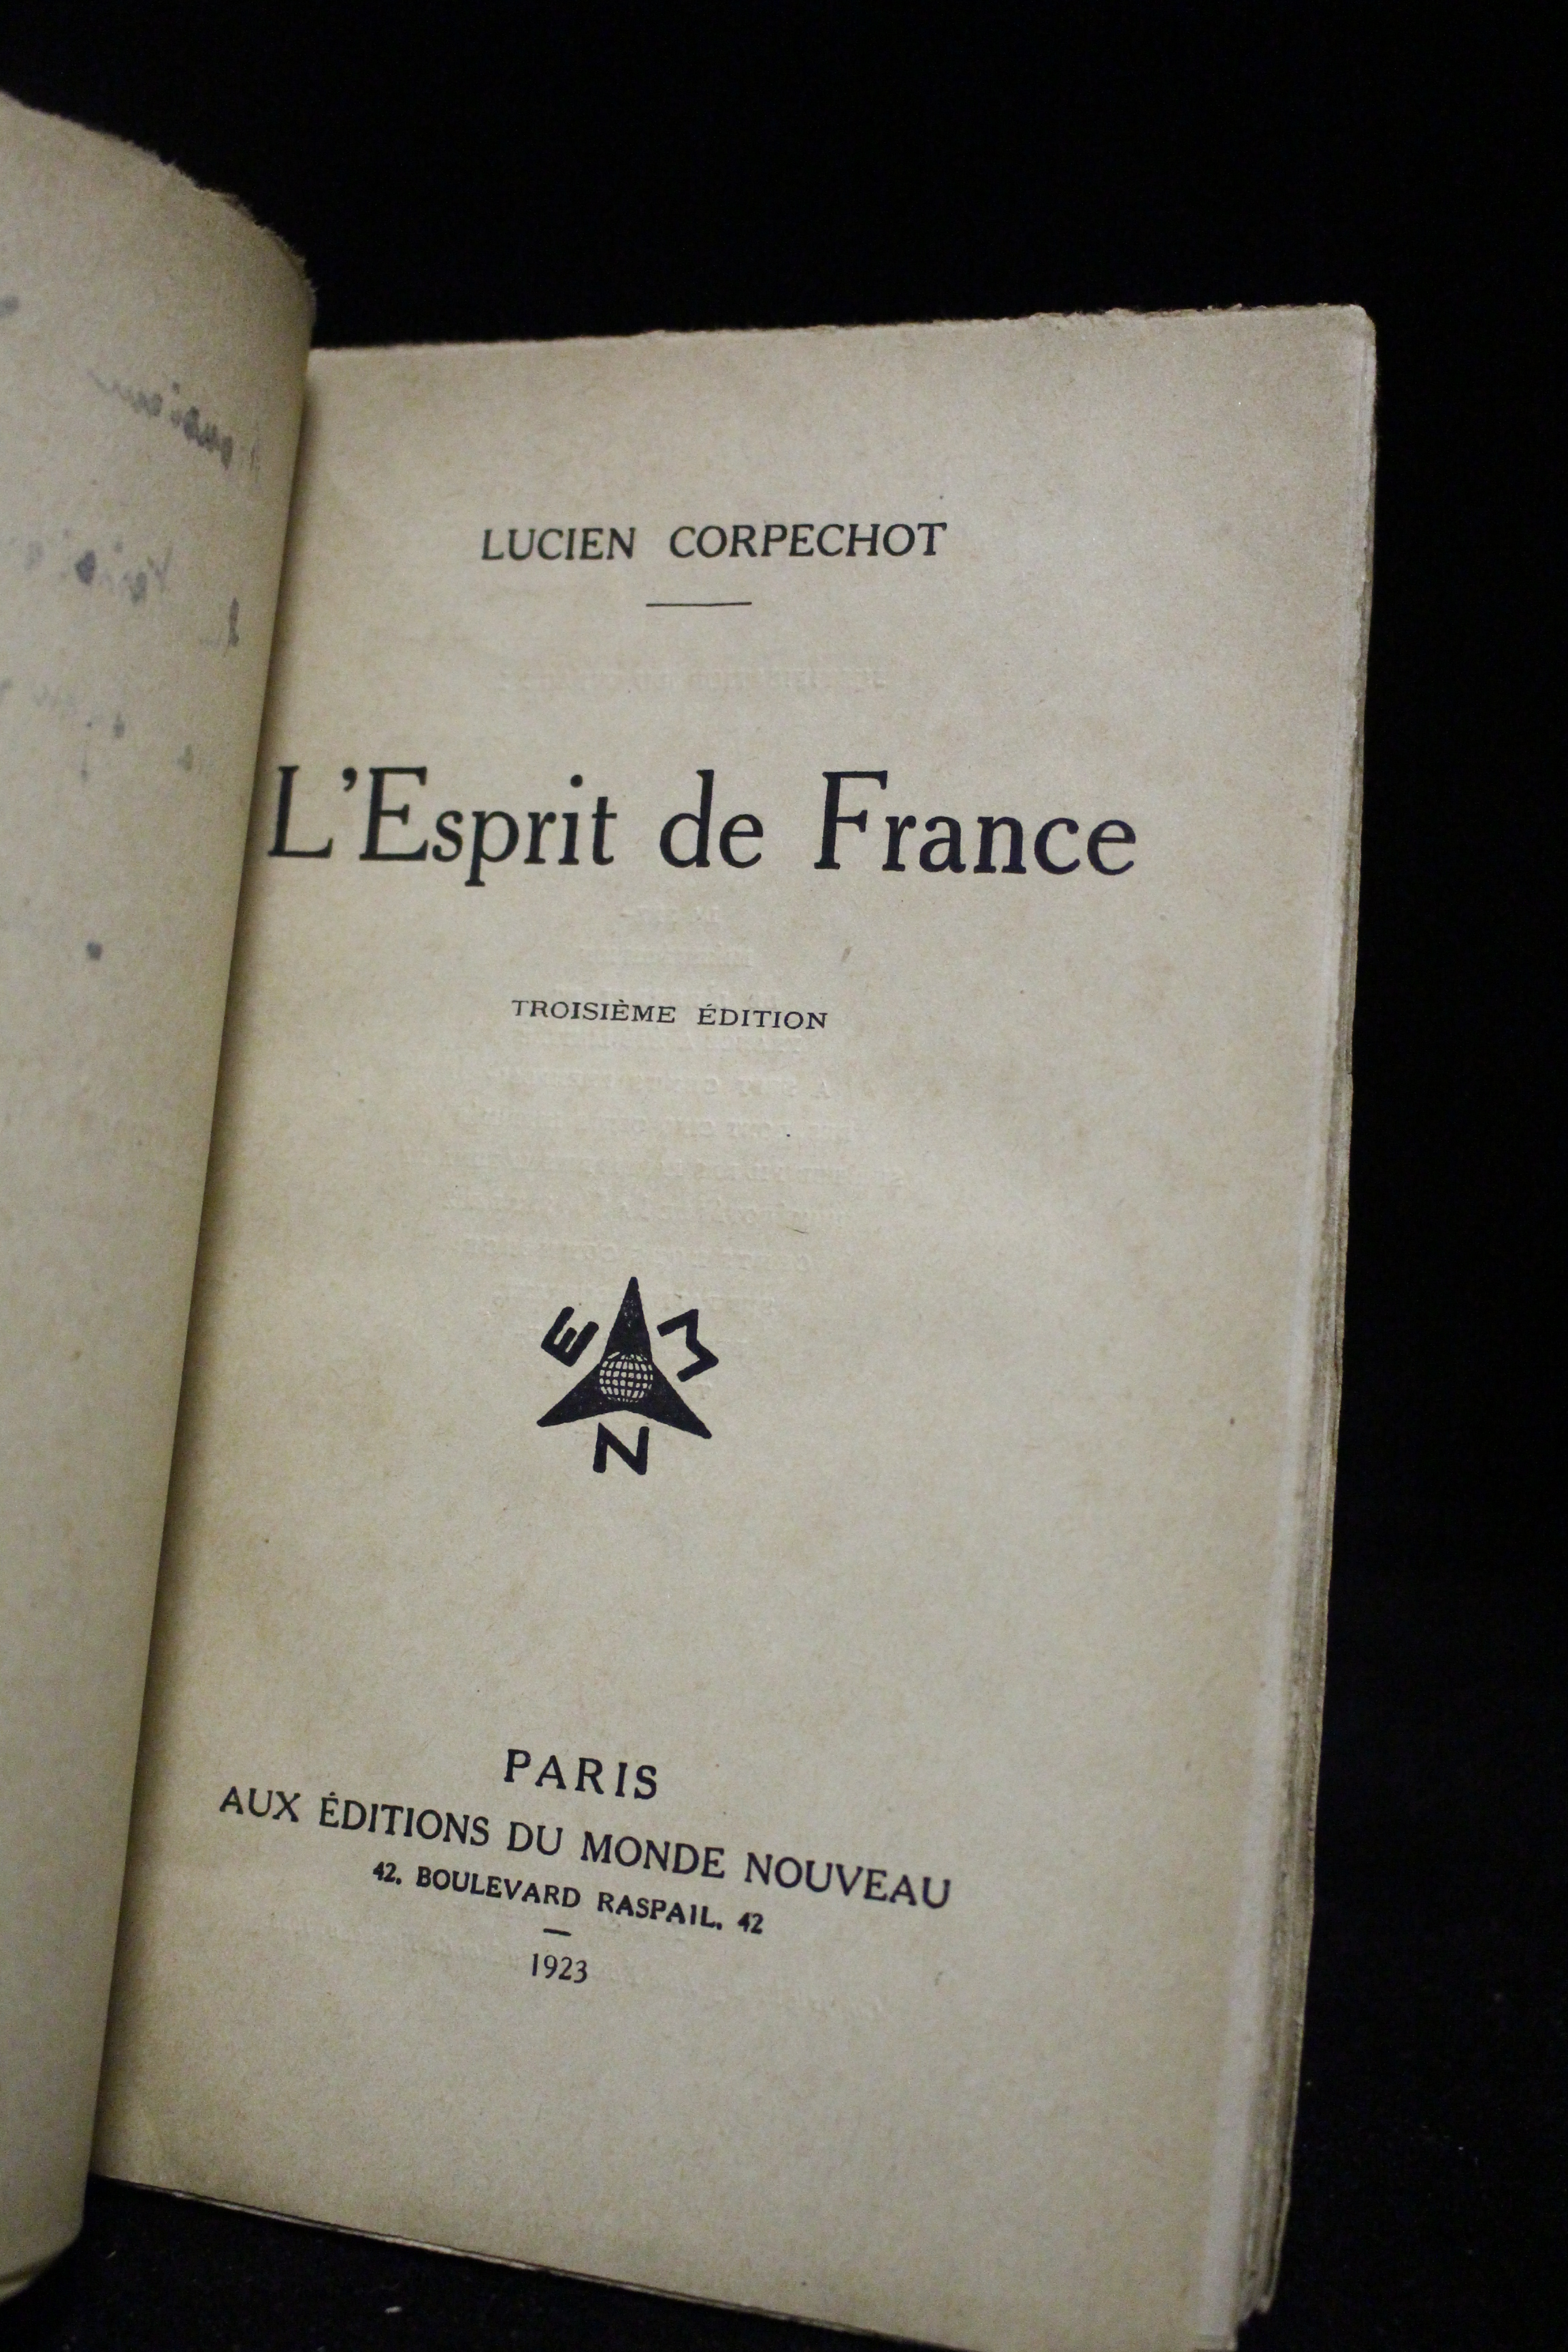 LUCIEN CORPECHOT
L'Esprit de France
TROISIÈME ÉDITION
E M
N
PARIS
AUX ÉDITIONS DU MONDE NOUVEAU
42, BOULEVARD RASPAIL, 42
1923